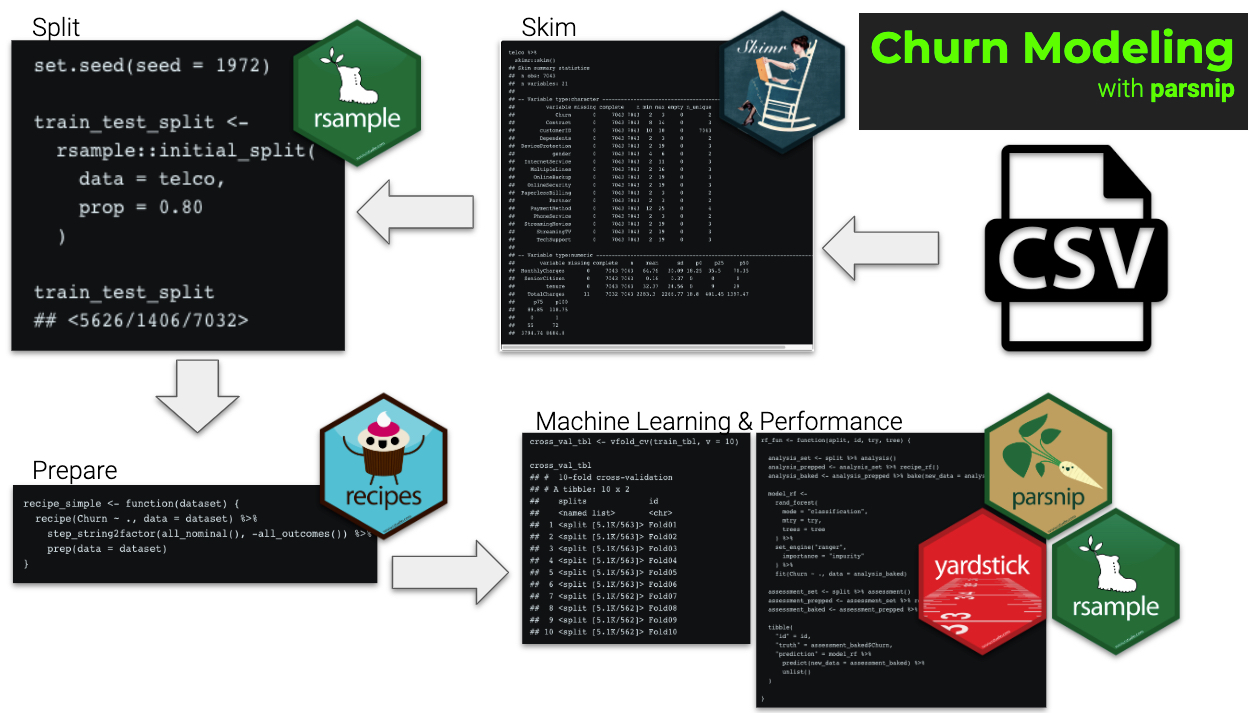 Split
set.seed(seed = 1972)
train_test_split <-
rsample::initial_split(
data = telco,
prop = 0.80
)
train_test_split
## <5626/1406/7032>
rsample
Skim
telco %>%
skimr::skim()
## Skim summary statistics
## n obs: 7043
## n variables: 21
##
## -- Variable type:character
## variable missing complete n min max empty n_unique
## Churn 0 7043 7043 2 3 0 2
## Contract 0 7043 7043 8 14 0 3
## customerID 0 7043 7043 10 10 0 7043
## Dependents 0 7043 7043 2 3 0 2
## DeviceProtection 0 7043 7043 2 19 0 3
## gender 0 7043 7043 4 6 0 2
## InternetService 0 7043 7043 2 11 0 3
## MultipleLines 0 7043 7043 2 16 0 3
## OnlineBackup 0 7043 7043 2 19 0 3
## OnlineSecurity 0 7043 7043 2 19 0 3
## PaperlessBilling 0 7043 7043 2 3 0 2
## Partner 0 7043 7043 2 3 0 2
## PaymentMethod 0 7043 7043 12 25 0 4
## PhoneService 0 7043 7043 2 3 0 2
## StreamingMovies 0 7043 7043 2 19 0 3
## StreamingTV 0 7043 7043 2 19 0 3
## TechSupport 0 7043 7043 2 19 0 3
##
## -- Variable type:numeric
## variable missing complete n mean sd p0 p25 p50
## MonthlyCharges 0 7043 7043 64.76 30.09 18.25 35.5 70.35
## SeniorCitizen 0 7043 7043 0.16 0.37 0 0 0
## tenure 0 7043 7043 32.37 24.56 0 9 29
## TotalCharges 11 7032 7043 2283.3 2266.77 18.8 401.45 1397.47
## p75 p100
## 89.85 118.75
## 0 1
## 55 72
## 3794.74 8684.8
Skimr
Churn Modeling
with parsnip
CSV
Prepare
recipe_simple <- function(dataset) {
recipe(Churn ~ ., data = dataset) %>%
step_string2factor(all_nominal(), -all_outcomes()) %>%
prep(data = dataset)
}
recipes
Machine Learning & Performance
cross_val_tbl <- vfold_cv(train_tbl, v = 10)
cross_val_tbl
## # 10-fold cross-validation
## # A tibble: 10 x 2
## splits id
## <named list> <chr>
## 1 <split [5.1K/563]> Fold01
## 2 <split [5.1K/563]> Fold02
## 3 <split [5.1K/563]> Fold03
## 4 <split [5.1K/563]> Fold04
## 5 <split [5.1K/563]> Fold05
## 6 <split [5.1K/563]> Fold06
## 7 <split [5.1K/562]> Fold07
## 8 <split [5.1K/562]> Fold08
## 9 <split [5.1K/562]> Fold09
## 10 <split [5.1K/562]> Fold10
rf_fun <- function(split, id, try, tree) {
analysis_set <- split %>% analysis()
analysis_prepped <- analysis_set %>% recipe_rf()
analysis_baked <- analysis_prepped %>% bake(new_data = analys
model_rf <-
rand_forest(
mode = "classification",
mtry = try,
trees = tree
) %>%
set_engine("ranger",
importance = "impurity"
) %>%
fit(Churn ~ ., data = analysis_baked)
assessment_set <- split %>% assessment()
assessment_prepped <- assessment_set %>% re
assessment_baked <- assessment_prepped %>%
tibble(
"id" = id,
"truth" = assessment_baked$Churn,
"prediction" = model_rf %>%
predict(new_data = assessment_baked) %>%
unlist()
)
}
parsnip
yardstick
rsample